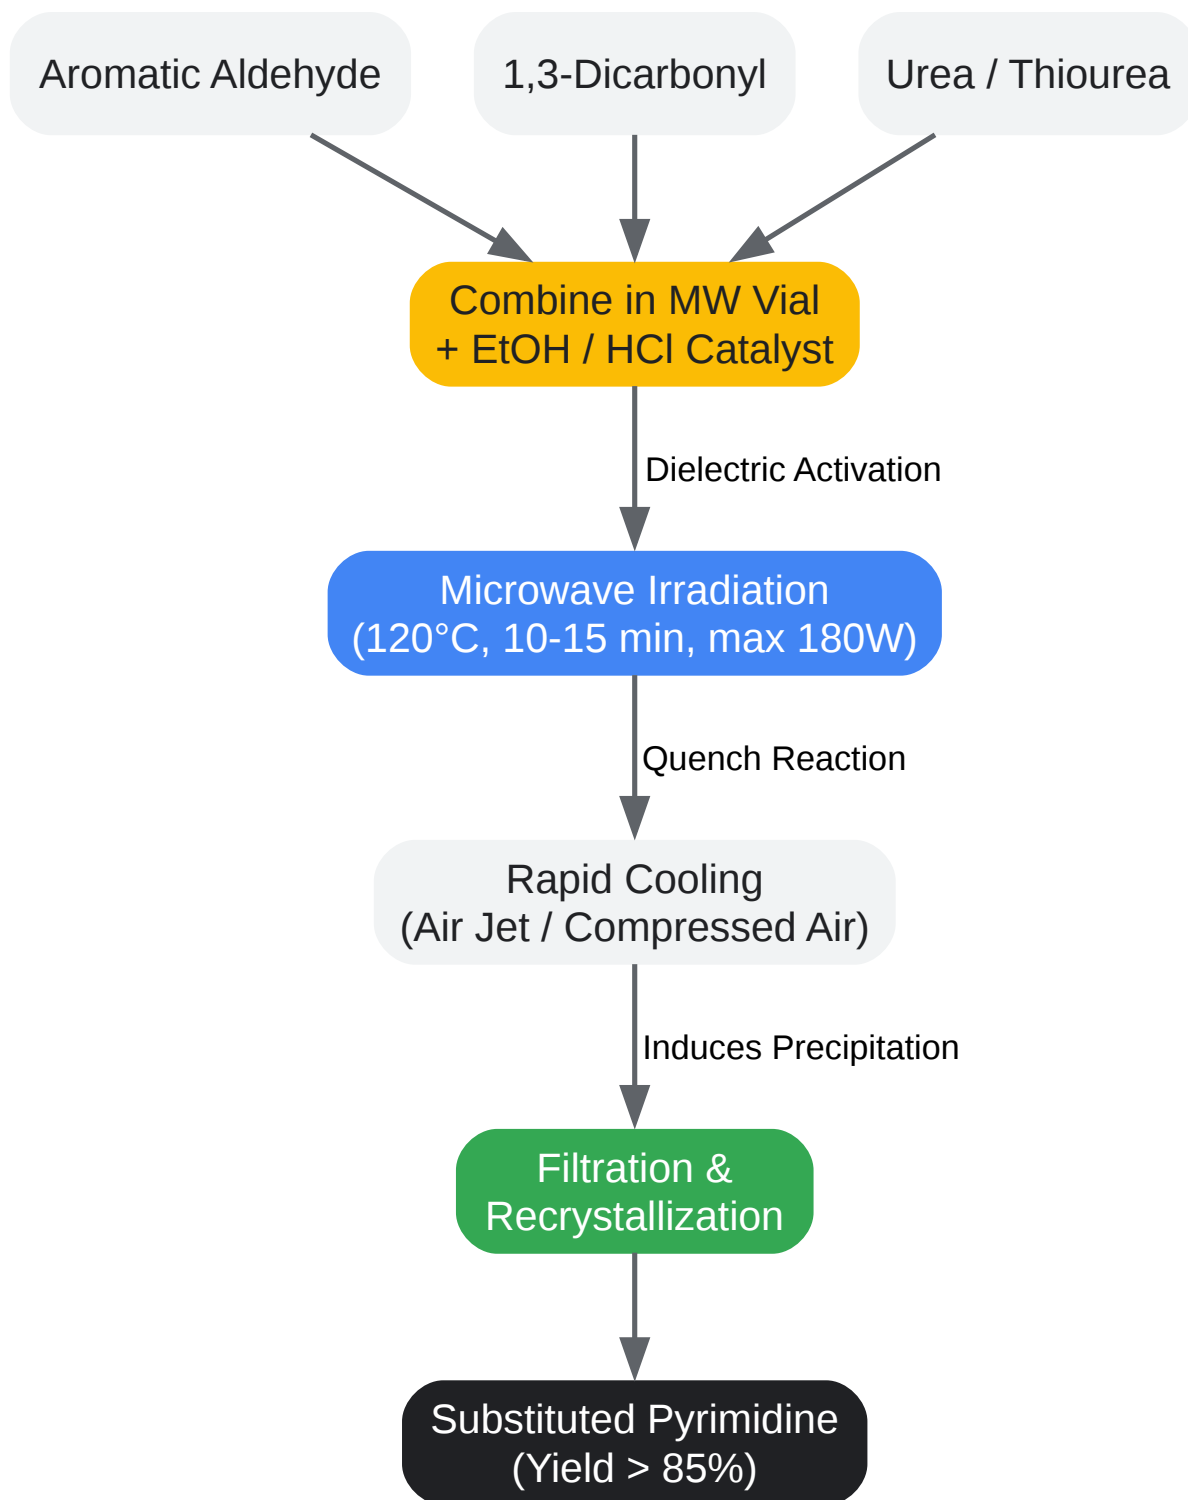 Aromatic Aldehyde
1,3-Dicarbonyl
Urea / Thiourea
Combine in MW Vial
+ EtOH / HCl Catalyst
Dielectric Activation
Microwave Irradiation
(120°C, 10-15 min, max 180W)
Quench Reaction
Rapid Cooling
(Air Jet / Compressed Air)
Induces Precipitation
Filtration &
Recrystallization
Substituted Pyrimidine
(Yield > 85%)